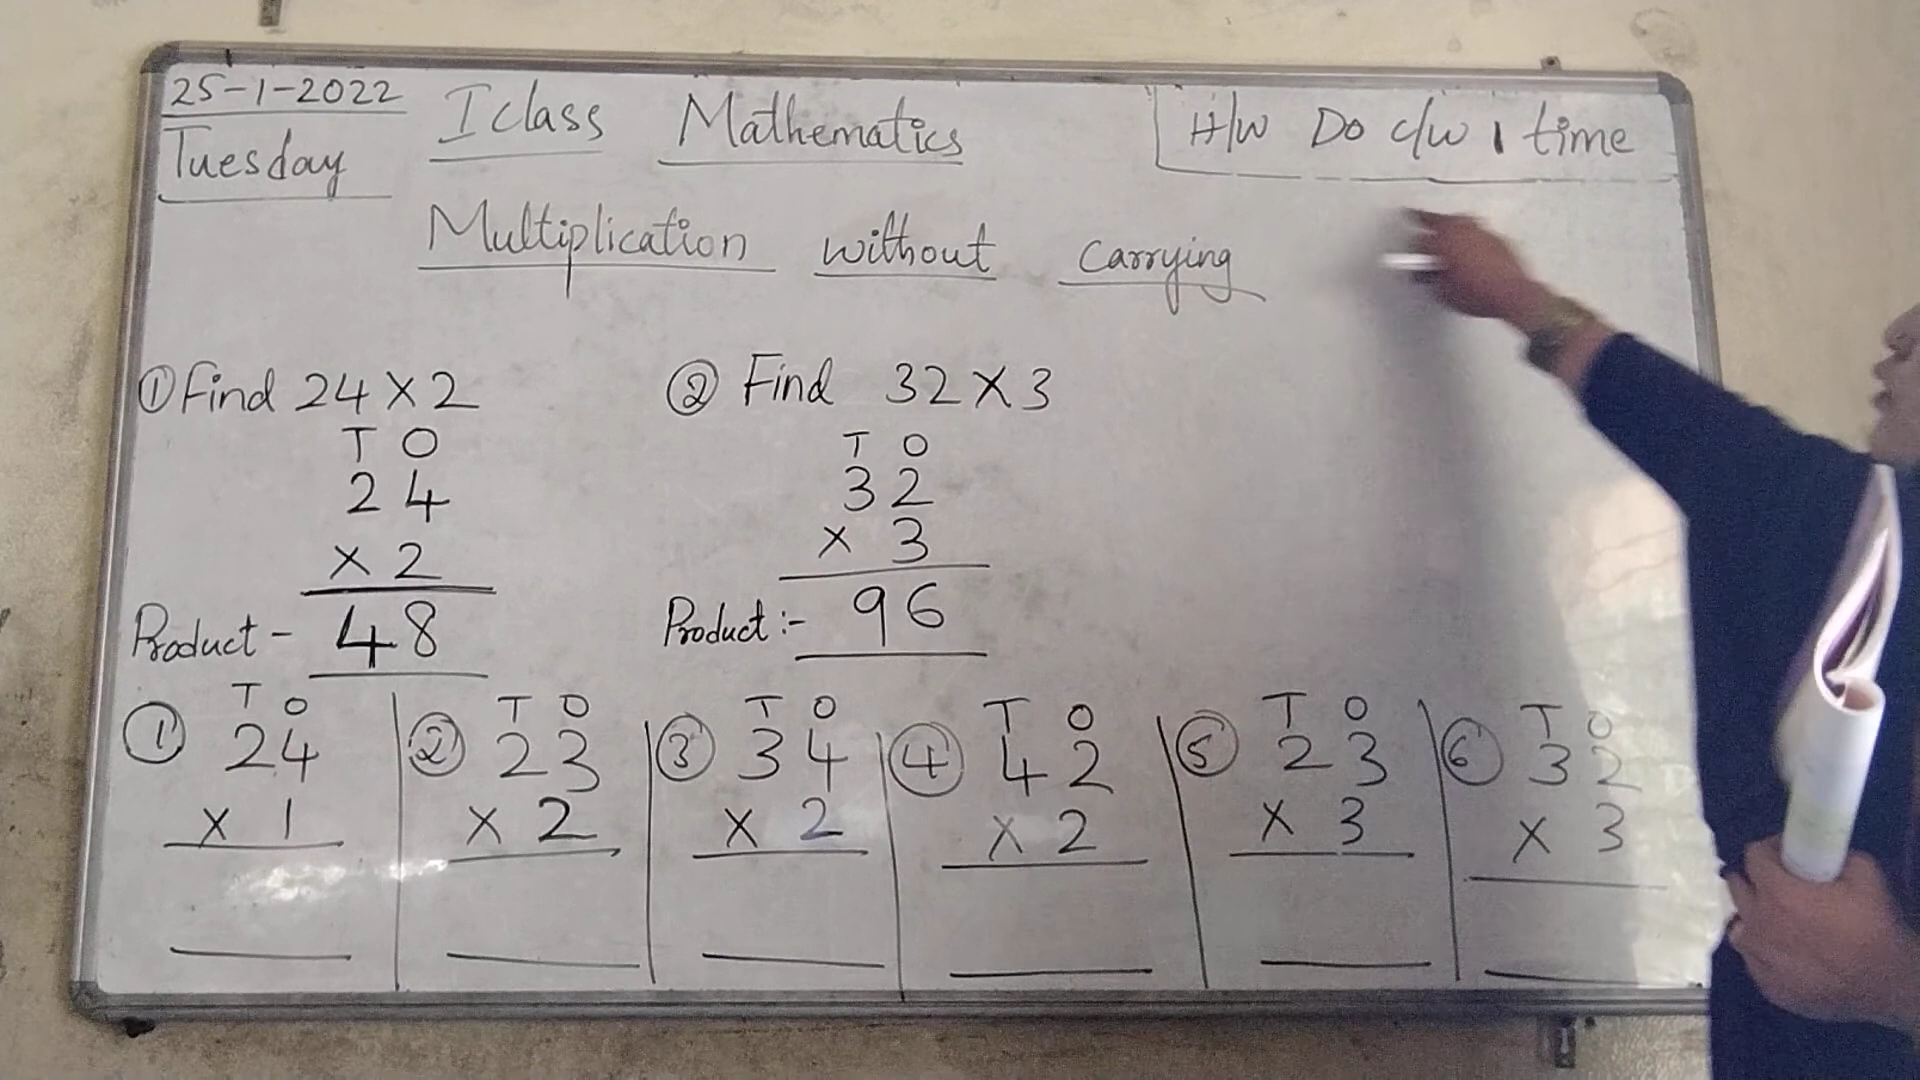 25-1-2022 I class Mathematics H/w Do c/w 1 time
Tuesday
Multiplication without carrying
① Find 24 × 2
T O
2 4
× 2
Product - 48
② Find 32 × 3
T O
3 2
× 3
Product :- 96
① T O
2 4
× 1
② T O
2 3
× 2
③ T O
3 4
× 2
④ T O
4 2
× 2
⑤ T O
2 3
× 3
⑥ T O
3 2
× 3